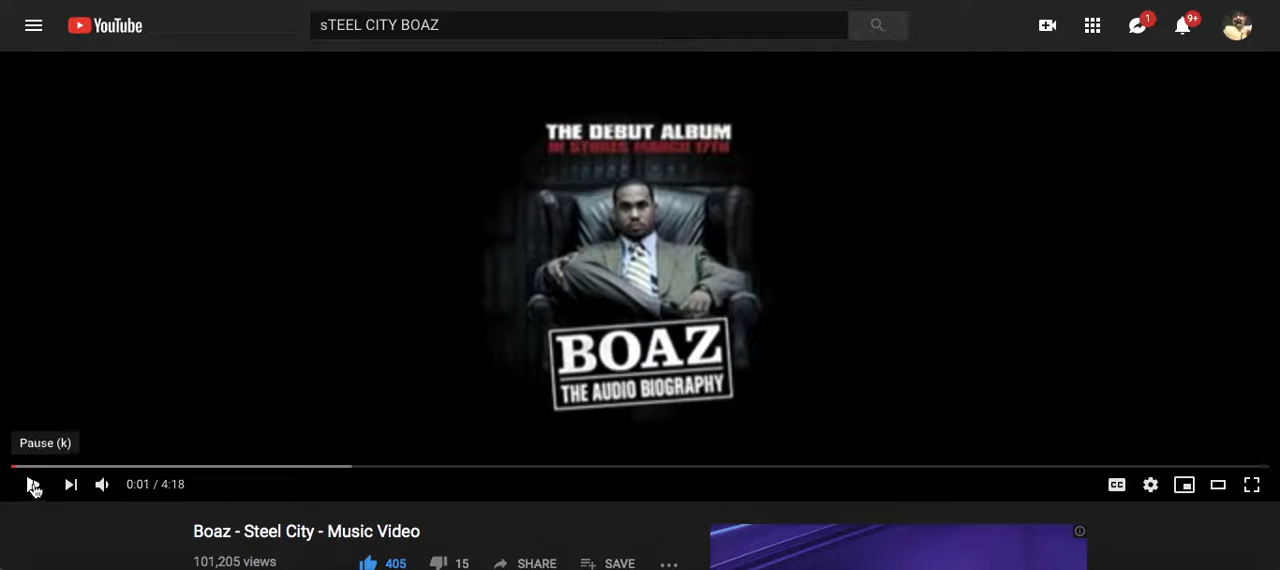 YouTube
sTEEL CITY BOAZ
1
9+
THE DEBUT ALBUM
IN STORES MARCH 17TH
BOAZ
THE AUDIO BIOGRAPHY
Pause (k)
0:01 / 4:18
CC
Boaz - Steel City - Music Video
101,205 views
405
15
SHARE
SAVE